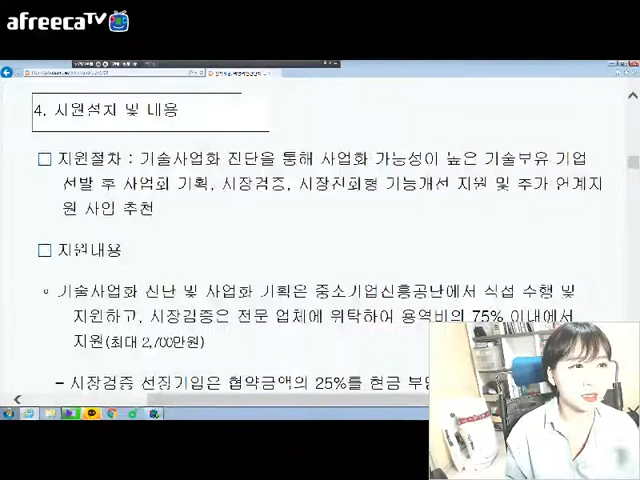 afreecaTV
4. 지원절차 및 내용
□ 지원절차 : 기술사업화 진단을 통해 사업화 가능성이 높은 기술보유 기업
선발 후 사업화 기획, 시장검증, 시장친화형 기능개선 지원 및 추가 연계지
원 사업 추천
□ 지원내용
○ 기술사업화 진단 및 사업화 기획은 중소기업진흥공단에서 직접 수행 및
지원하고, 시장검증은 전문 업체에 위탁하여 용역비의 75% 이내에서
지원(최대 2,700만원)
- 시장검증 선정기업은 협약금액의 25%를 현금